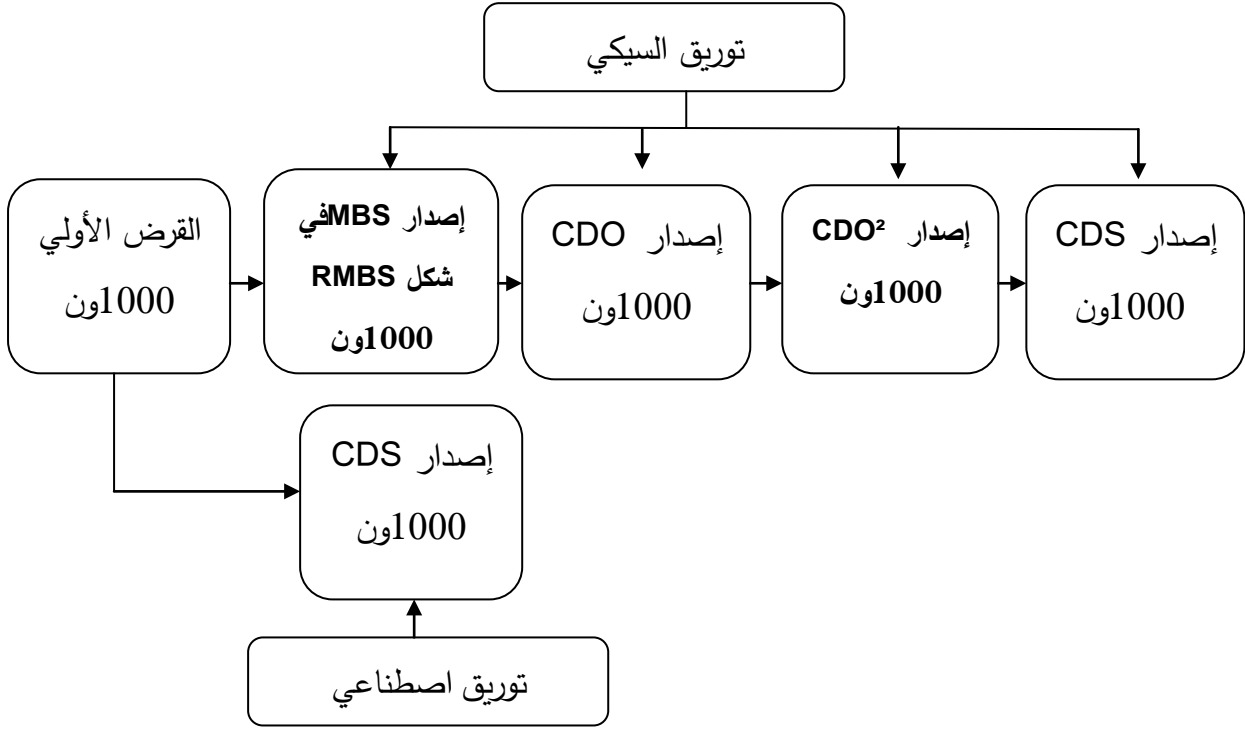 توريق السيكي
القرض الأولي
1000ون
إصدار MBSفي
شكل RMBS
1000ون
إصدار CDO
1000ون
إصدار CDO²
1000ون
إصدار CDS
1000ون
إصدار CDS
1000ون
توريق اصطناعي